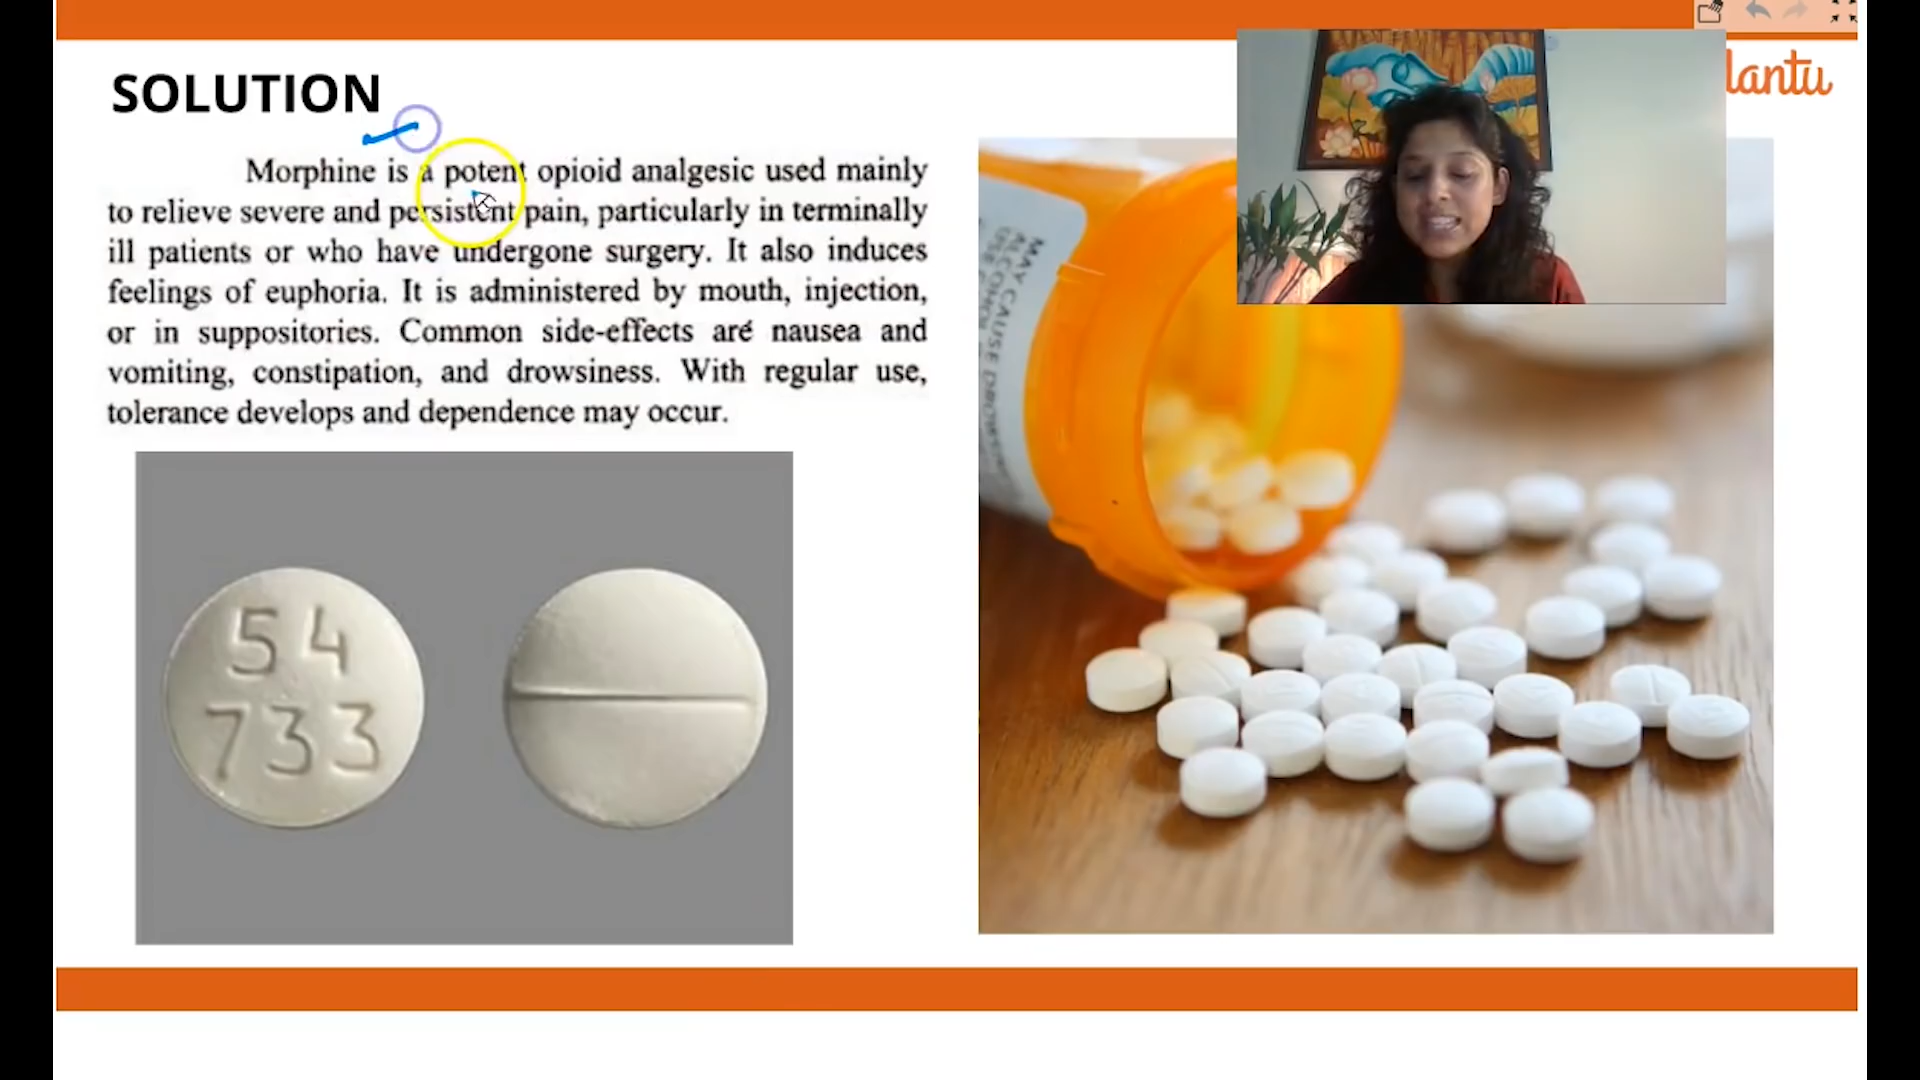 SOLUTION
lantu
Morphine is a potent opioid analgesic used mainly
to relieve severe and persistent pain, particularly in terminally
ill patients or who have undergone surgery. It also induces
feelings of euphoria. It is administered by mouth, injection,
or in suppositories. Common side-effects are nausea and
vomiting, constipation, and drowsiness. With regular use,
tolerance develops and dependence may occur.
54
733
MAY CAUSE